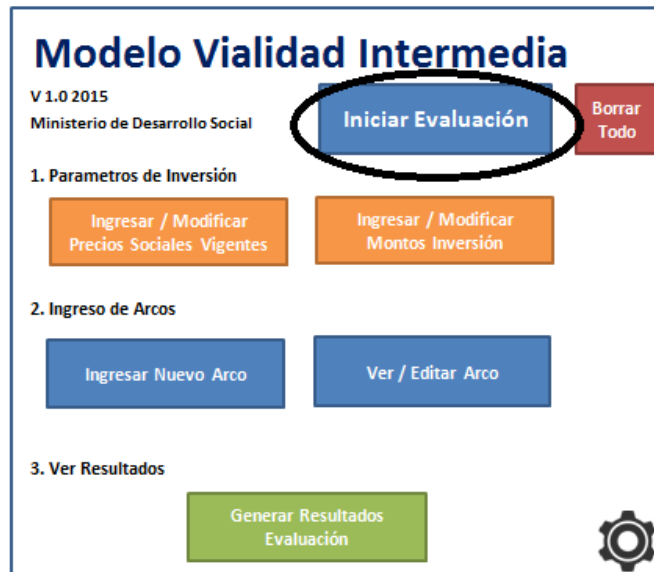 Modelo Vialidad Intermedia
V 1.0 2015
Ministerio de Desarrollo Social
Iniciar Evaluación
Borrar
Todo
1. Parametros de Inversión
Ingresar / Modificar
Precios Sociales Vigentes
Ingresar / Modificar
Montos Inversión
2. Ingreso de Arcos
Ingresar Nuevo Arco
Ver / Editar Arco
3. Ver Resultados
Generar Resultados
Evaluación